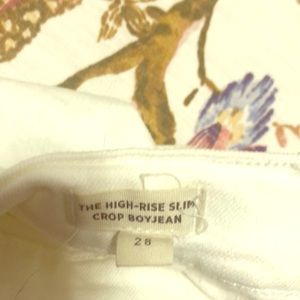 THE HIGH-RISE SLIM
CROP BOYJEAN
28